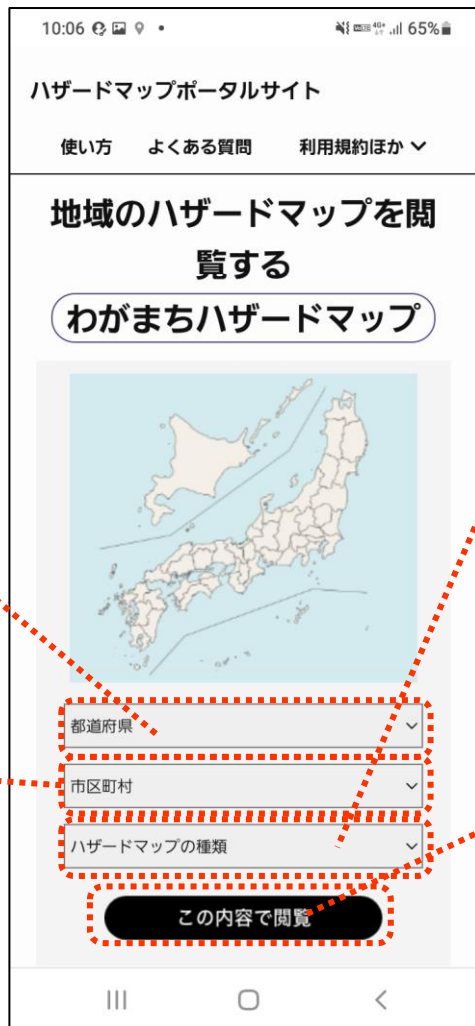 10:06
65%
ハザードマップポータルサイト
使い方 よくある質問 利用規約ほか
地域のハザードマップを閲
覧する
わがまちハザードマップ
都道府県
市区町村
ハザードマップの種類
この内容で閲覧